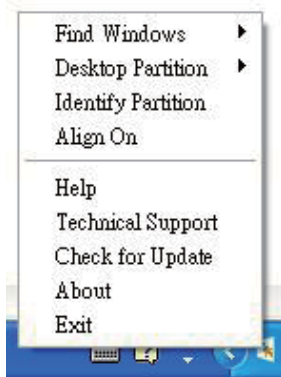 Find Windows
Desktop Partition
Identify Partition
Align On
Help
Technical Support
Check for Update
About
Exit